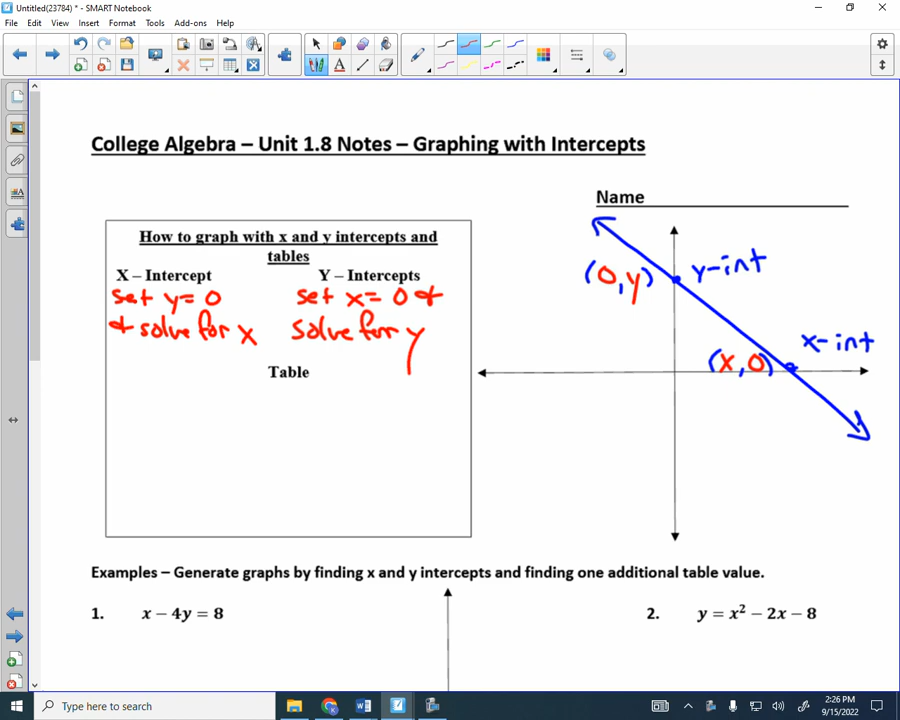 Untitled(23784) * - SMART Notebook
File Edit View Insert Format Tools Add-ons Help
College Algebra – Unit 1.8 Notes – Graphing with Intercepts
Name
How to graph with x and y intercepts and
tables
X – Intercept Y – Intercepts
set y = 0 set x = 0 &
& solve for x solve for y
Table
(0, y) y-int
x-int
(x, 0)
Examples – Generate graphs by finding x and y intercepts and finding one additional table value.
1. x − 4y = 8 2. y = x² − 2x − 8
Type here to search
2:26 PM
9/15/2022